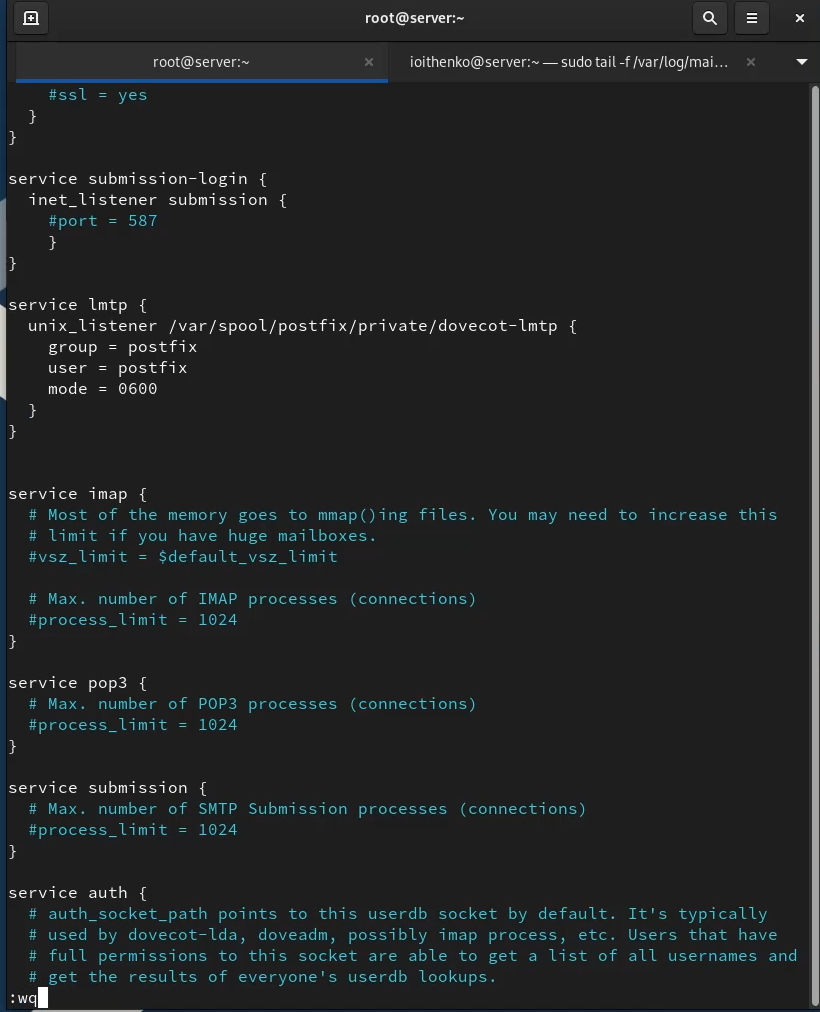 root@server:~
root@server:~
ioithenko@server:~ — sudo tail -f /var/log/mai…
    #ssl = yes
  }
}

service submission-login {
  inet_listener submission {
    #port = 587
    }
}

service lmtp {
  unix_listener /var/spool/postfix/private/dovecot-lmtp {
    group = postfix
    user = postfix
    mode = 0600
  }
}


service imap {
  # Most of the memory goes to mmap()ing files. You may need to increase this
  # limit if you have huge mailboxes.
  #vsz_limit = $default_vsz_limit

  # Max. number of IMAP processes (connections)
  #process_limit = 1024
}

service pop3 {
  # Max. number of POP3 processes (connections)
  #process_limit = 1024
}

service submission {
  # Max. number of SMTP Submission processes (connections)
  #process_limit = 1024
}

service auth {
  # auth_socket_path points to this userdb socket by default. It's typically
  # used by dovecot-lda, doveadm, possibly imap process, etc. Users that have
  # full permissions to this socket are able to get a list of all usernames and
  # get the results of everyone's userdb lookups.
:wq